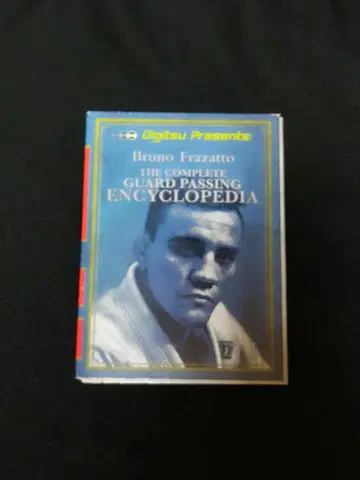 Digitsu Presents:
Bruno Frazatto
THE COMPLETE
GUARD PASSING
ENCYCLOPEDIA